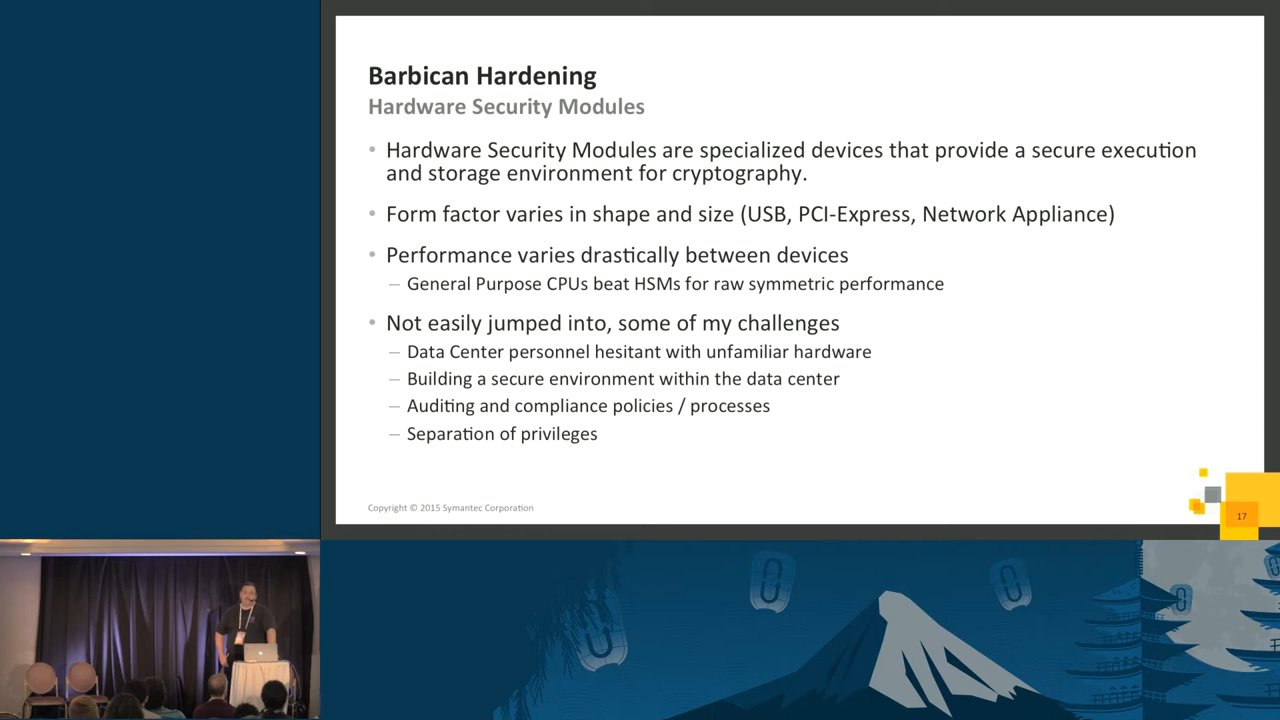 Barbican Hardening
Hardware Security Modules
• Hardware Security Modules are specialized devices that provide a secure execution
and storage environment for cryptography.
• Form factor varies in shape and size (USB, PCI-Express, Network Appliance)
• Performance varies drastically between devices
– General Purpose CPUs beat HSMs for raw symmetric performance
• Not easily jumped into, some of my challenges
– Data Center personnel hesitant with unfamiliar hardware
– Building a secure environment within the data center
– Auditing and compliance policies / processes
– Separation of privileges
Copyright © 2015 Symantec Corporation
17